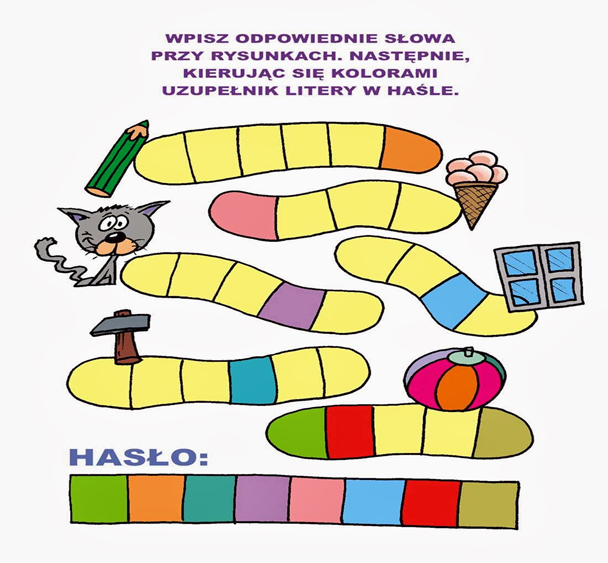 WPISZ ODPOWIEDNIE SŁOWA
PRZY RYSUNKACH. NASTĘPNIE,
KIERUJĄC SIĘ KOLORAMI
UZUPEŁNIK LITERY W HAŚLE.
HASŁO: